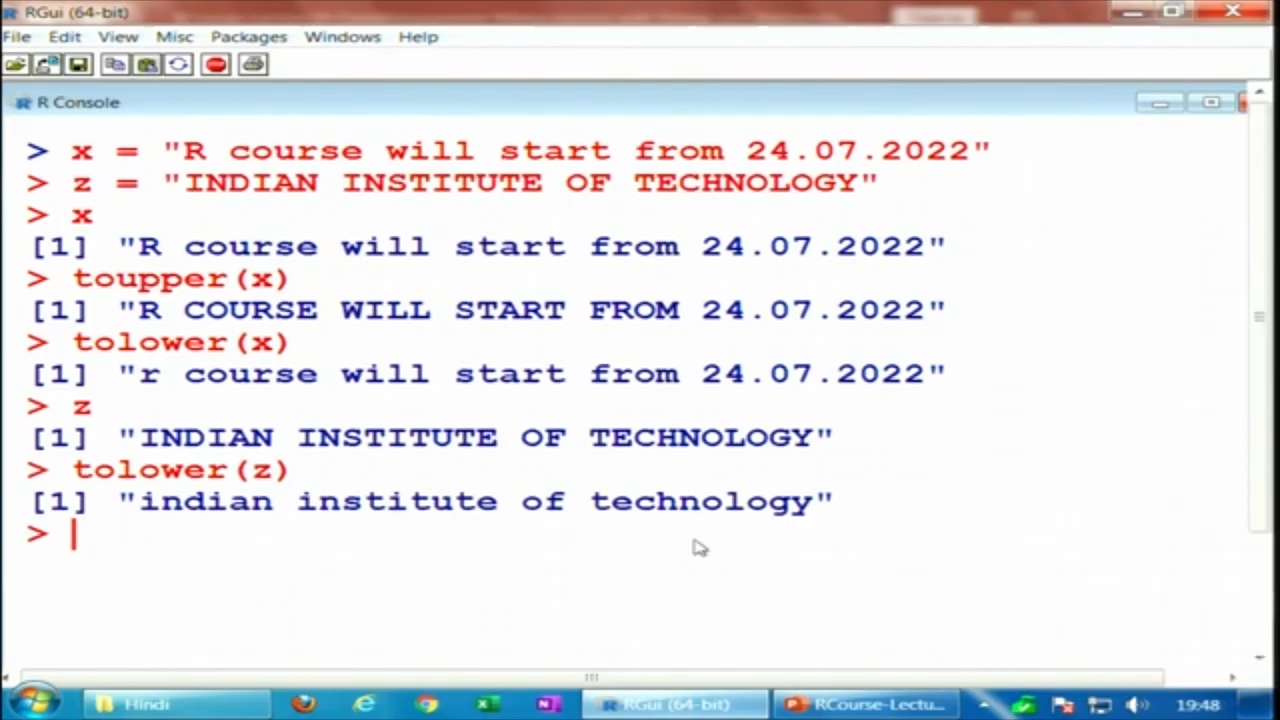 RGui (64-bit)
File Edit View Misc Packages Windows Help
R Console
> x = "R course will start from 24.07.2022"
> z = "INDIAN INSTITUTE OF TECHNOLOGY"
> x
[1] "R course will start from 24.07.2022"
> toupper(x)
[1] "R COURSE WILL START FROM 24.07.2022"
> tolower(x)
[1] "r course will start from 24.07.2022"
> z
[1] "INDIAN INSTITUTE OF TECHNOLOGY"
> tolower(z)
[1] "indian institute of technology"
>
Hindi RGui (64-bit) RCourse-Lectu... 19:48